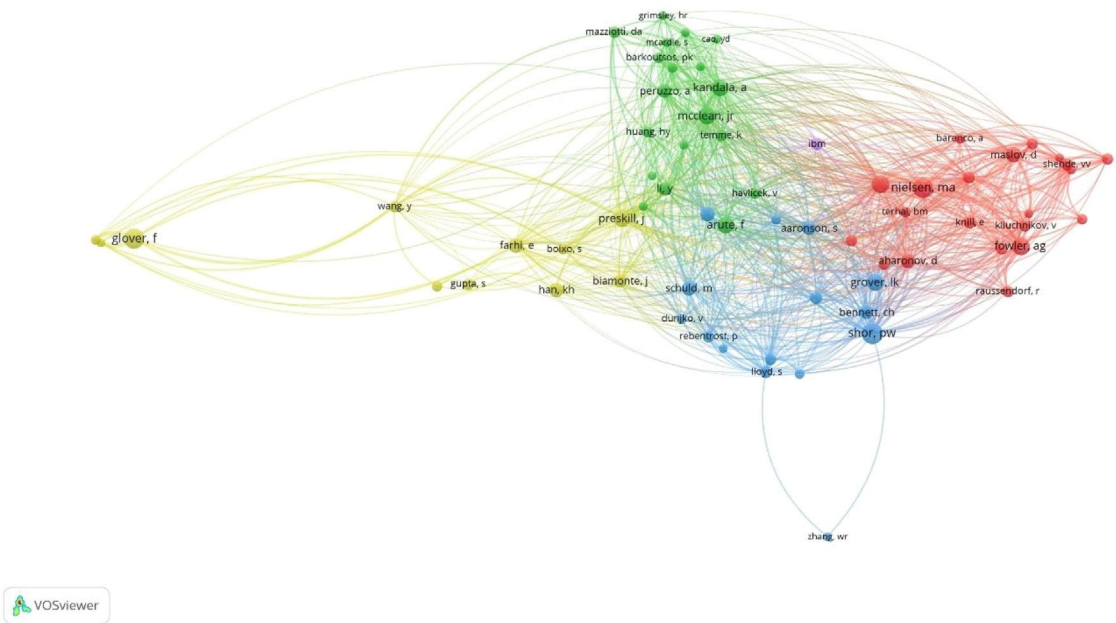 grimsley, hr
mazziotti, da
mcardle, s
cao, yd
barkoutsos, pk
peruzzo, a
kandala, a
mcclean, jr
huang, hy
temme, k
ibm
barenco, a
maslov, d
shende, vv
li, y
havlicek, v
nielsen, ma
wang, y
terhal, bm
preskill, j
arute, f
aaronson, s
knill, e
kliuchnikov, v
glover, f
farhi, e
boixo, s
fowler, ag
aharonov, d
gupta, s
han, kh
biamonte, j
schuld, m
grover, lk
raussendorf, r
bennett, ch
dunjko, v
rebentrost, p
shor, pw
lloyd, s
zhang, wr
VOSviewer